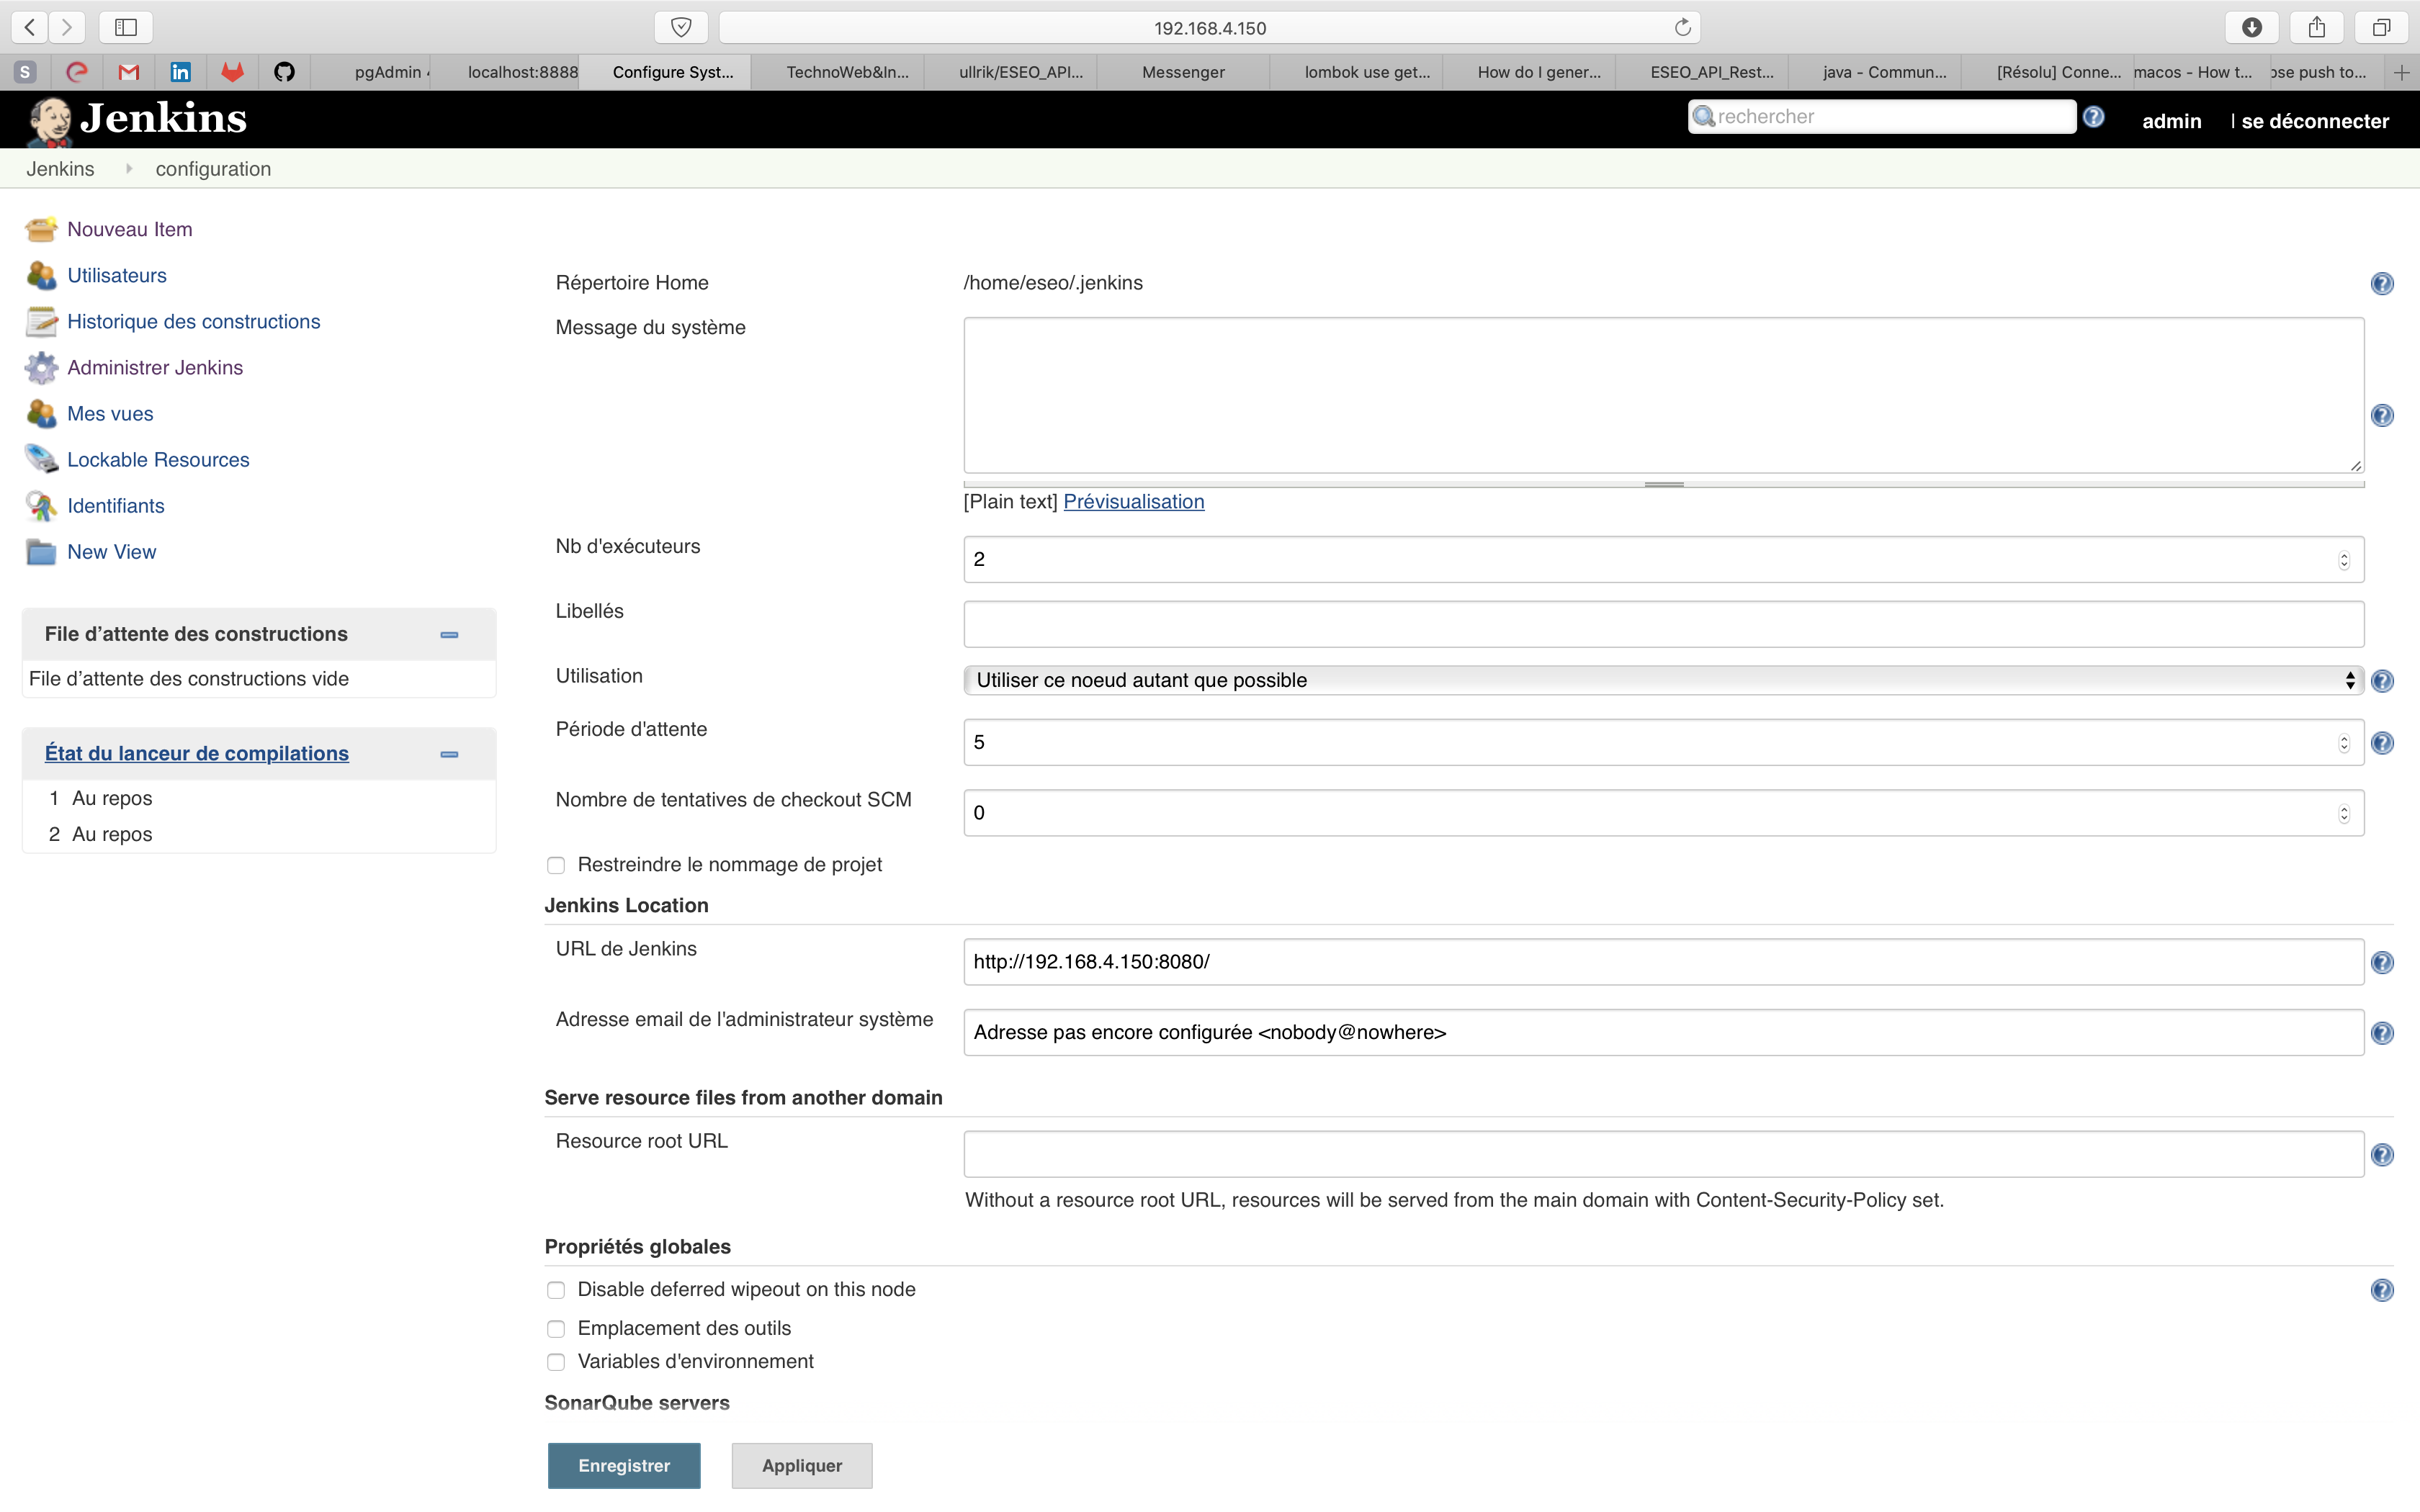 192.168.4.150
S
pgAdmin
localhost:8888
Configure Syst...
TechnoWeb&In...
ullrik/ESEO_API...
Messenger
lombok use get...
How do I gener...
ESEO_API_Rest...
java - Commun...
[Résolu] Conne...
macos - How t...
ose push to...
Jenkins
rechercher
admin
| se déconnecter
Jenkins
configuration
Nouveau Item
Utilisateurs
Historique des constructions
Administrer Jenkins
Mes vues
Lockable Resources
Identifiants
New View
File d’attente des constructions
File d’attente des constructions vide
État du lanceur de compilations
1 Au repos
2 Au repos
Répertoire Home
/home/eseo/.jenkins
Message du système
[Plain text] Prévisualisation
Nb d'exécuteurs
2
Libellés
Utilisation
Utiliser ce noeud autant que possible
Période d'attente
5
Nombre de tentatives de checkout SCM
0
Restreindre le nommage de projet
Jenkins Location
URL de Jenkins
http://192.168.4.150:8080/
Adresse email de l'administrateur système
Adresse pas encore configurée <nobody@nowhere>
Serve resource files from another domain
Resource root URL
Without a resource root URL, resources will be served from the main domain with Content-Security-Policy set.
Propriétés globales
Disable deferred wipeout on this node
Emplacement des outils
Variables d'environnement
SonarQube servers
Enregistrer
Appliquer